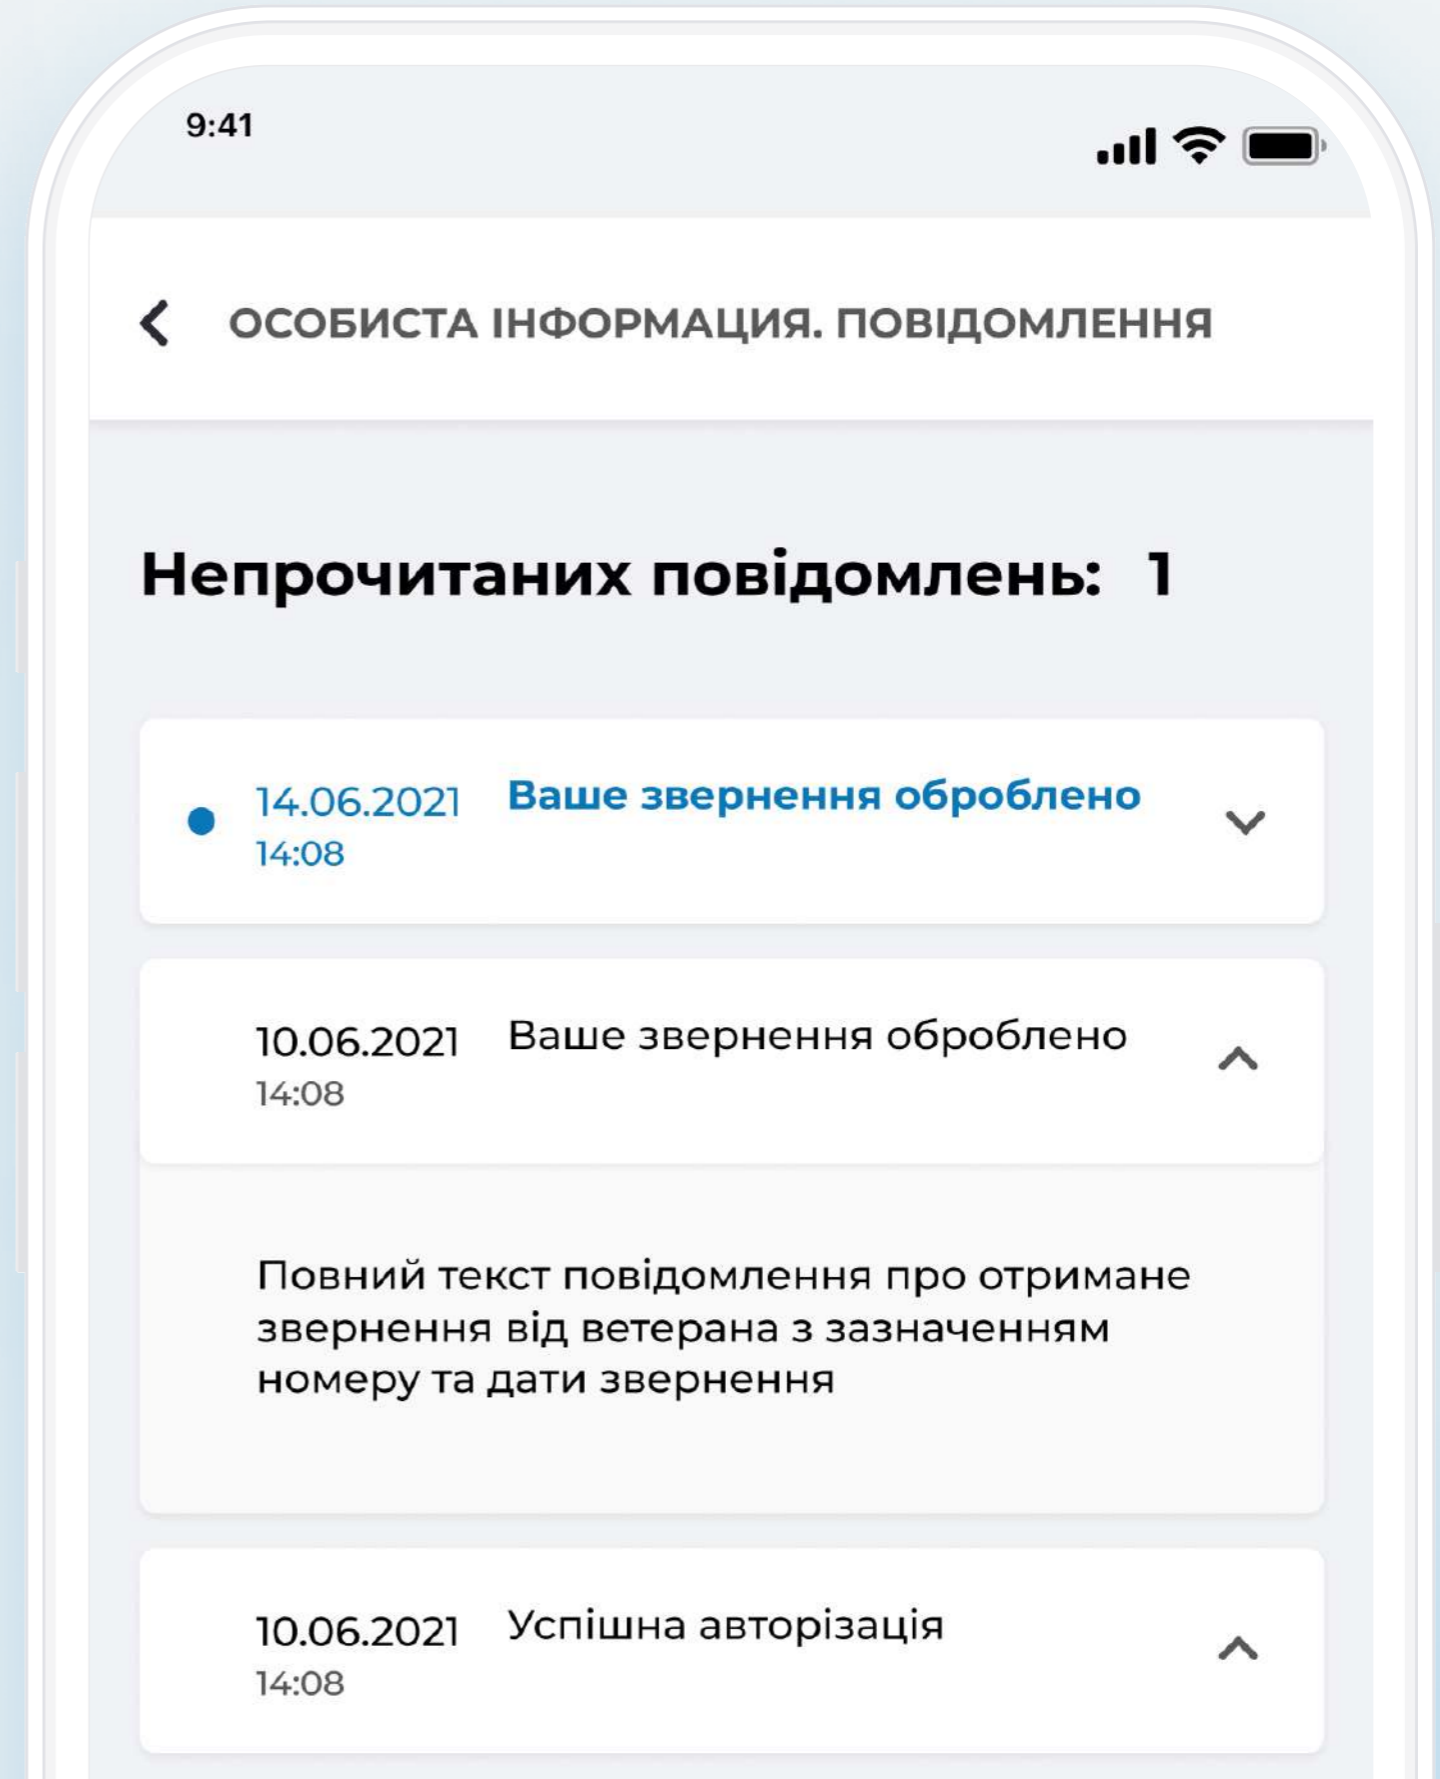 9:41
ОСОБИСТА ІНФОРМАЦИЯ. ПОВІДОМЛЕННЯ
Непрочитаних повідомлень: 1
14.06.2021 Ваше звернення оброблено
14:08
10.06.2021 Ваше звернення оброблено
14:08
Повний текст повідомлення про отримане
звернення від ветерана з зазначенням
номеру та дати звернення
10.06.2021 Успішна авторізація
14:08